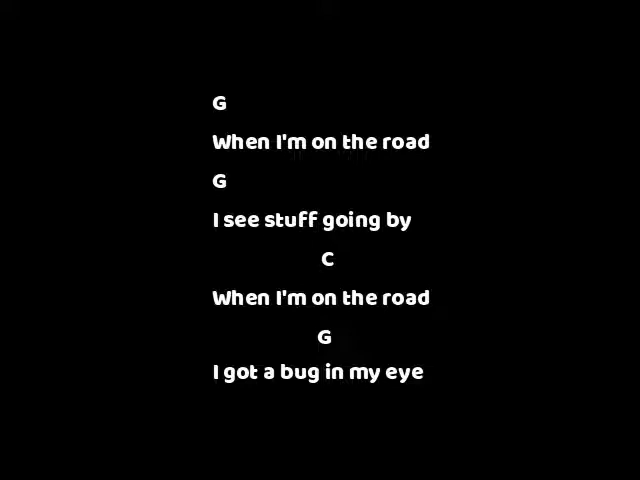 G
When I'm on the road
G
I see stuff going by
C
When I'm on the road
G
I got a bug in my eye